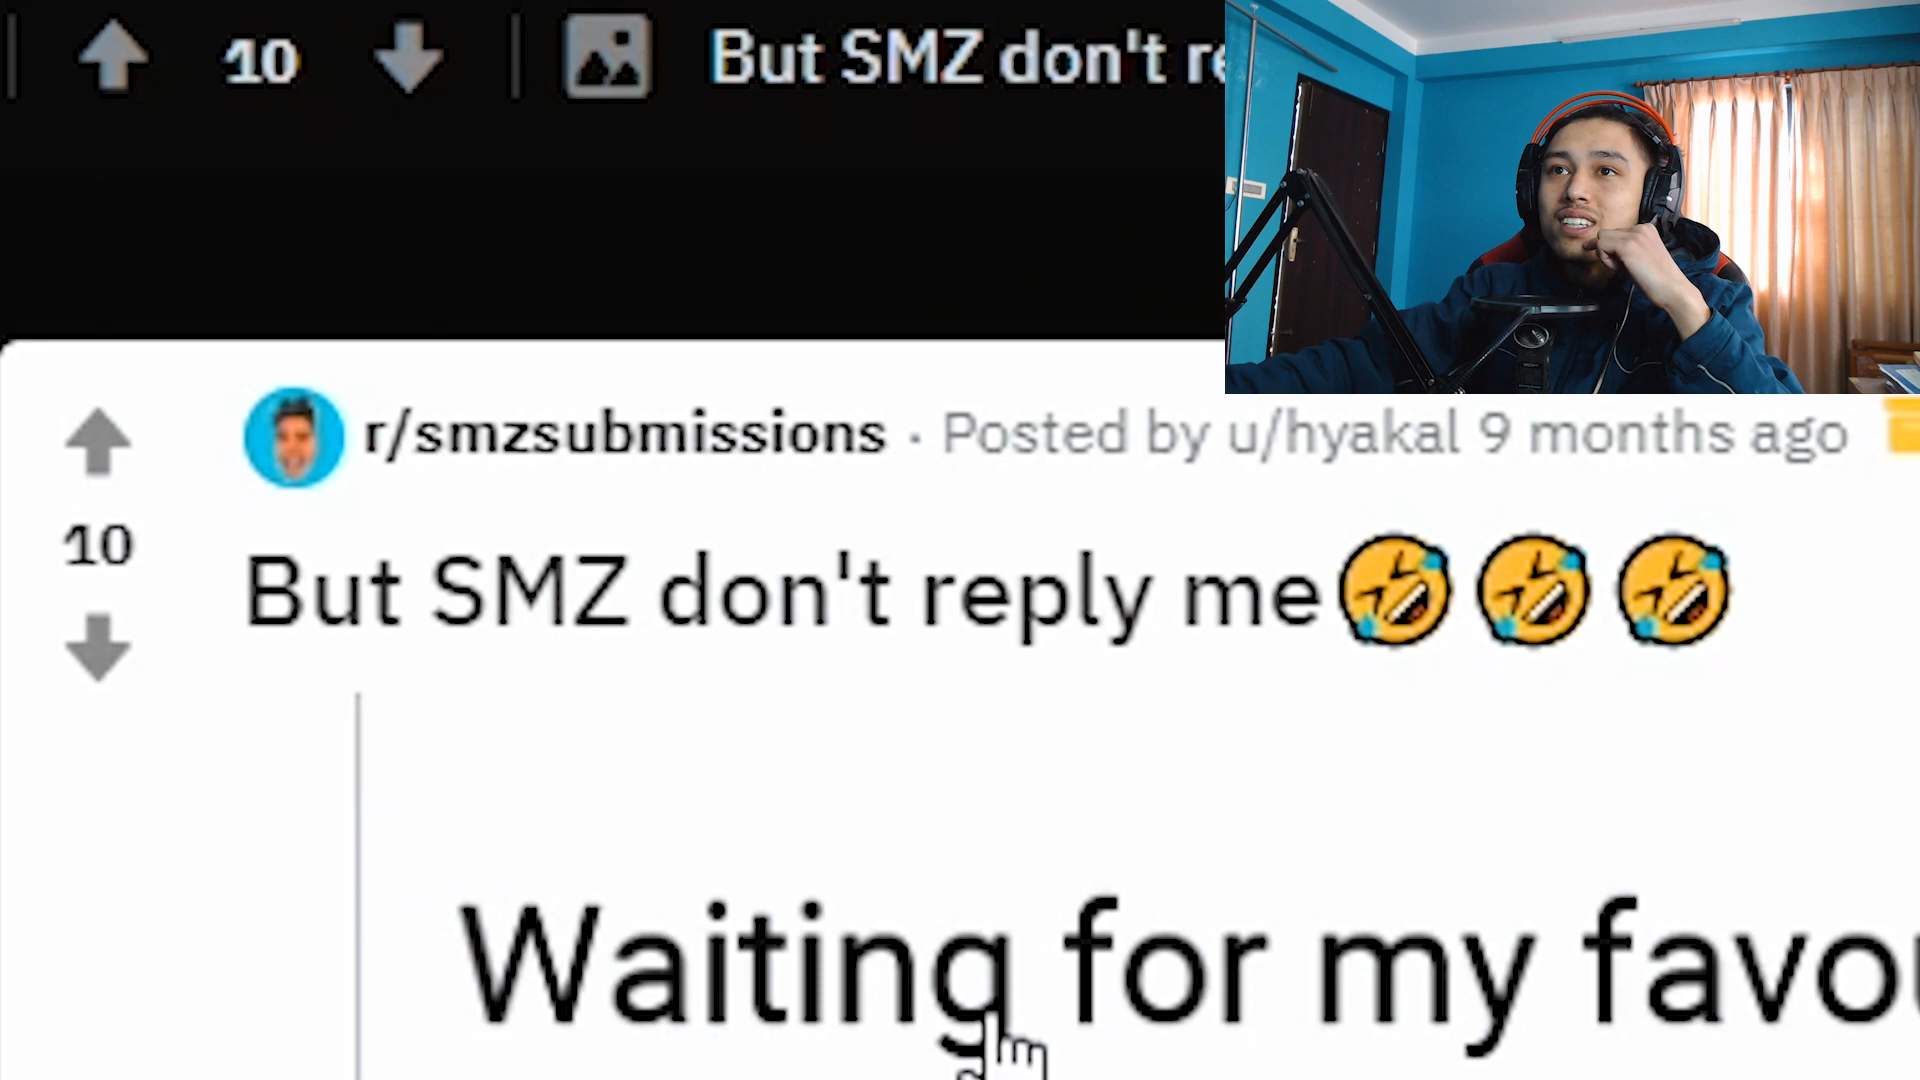 10
But SMZ don't re
r/smzsubmissions · Posted by u/hyakal 9 months ago
10
But SMZ don't reply me🤣🤣🤣
Waiting for my favou